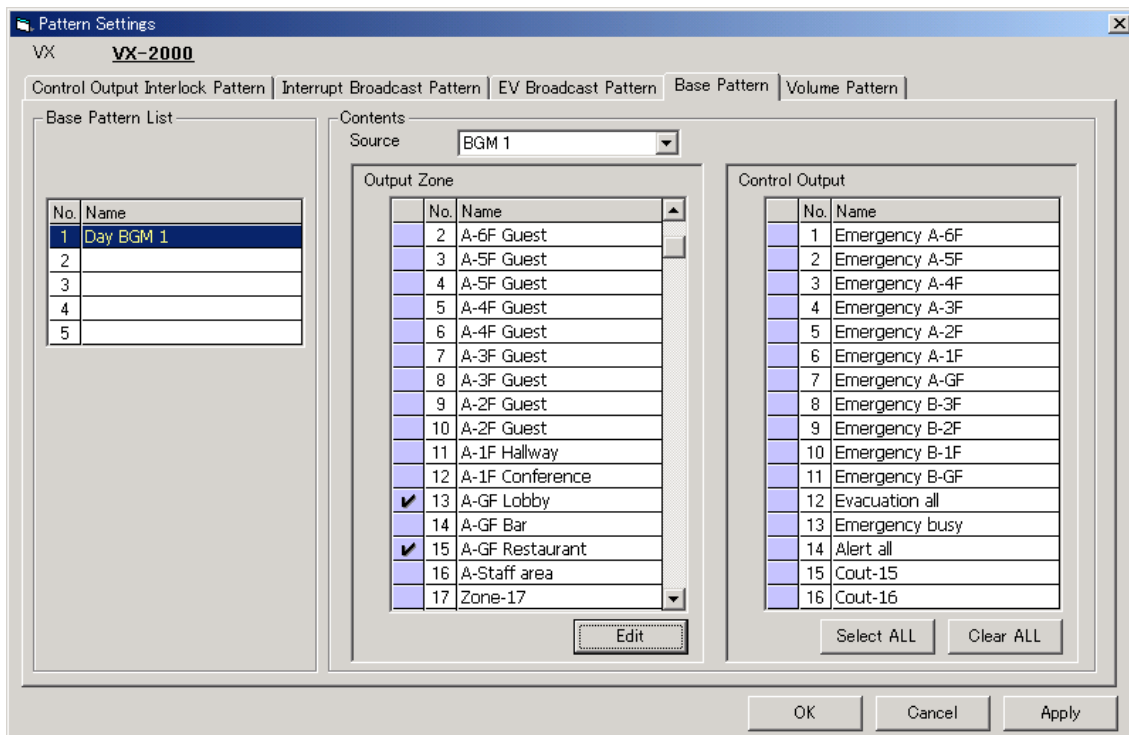 Pattern Settings
VX VX-2000
Control Output Interlock Pattern Interrupt Broadcast Pattern EV Broadcast Pattern Base Pattern Volume Pattern
Base Pattern List
No. Name
1 Day BGM 1
2
3
4
5
Contents
Source BGM 1
Output Zone
No. Name
2 A-6F Guest
3 A-5F Guest
4 A-5F Guest
5 A-4F Guest
6 A-4F Guest
7 A-3F Guest
8 A-3F Guest
9 A-2F Guest
10 A-2F Guest
11 A-1F Hallway
12 A-1F Conference
13 A-GF Lobby
14 A-GF Bar
15 A-GF Restaurant
16 A-Staff area
17 Zone-17
Edit
Control Output
No. Name
1 Emergency A-6F
2 Emergency A-5F
3 Emergency A-4F
4 Emergency A-3F
5 Emergency A-2F
6 Emergency A-1F
7 Emergency A-GF
8 Emergency B-3F
9 Emergency B-2F
10 Emergency B-1F
11 Emergency B-GF
12 Evacuation all
13 Emergency busy
14 Alert all
15 Cout-15
16 Cout-16
Select ALL Clear ALL
OK Cancel Apply